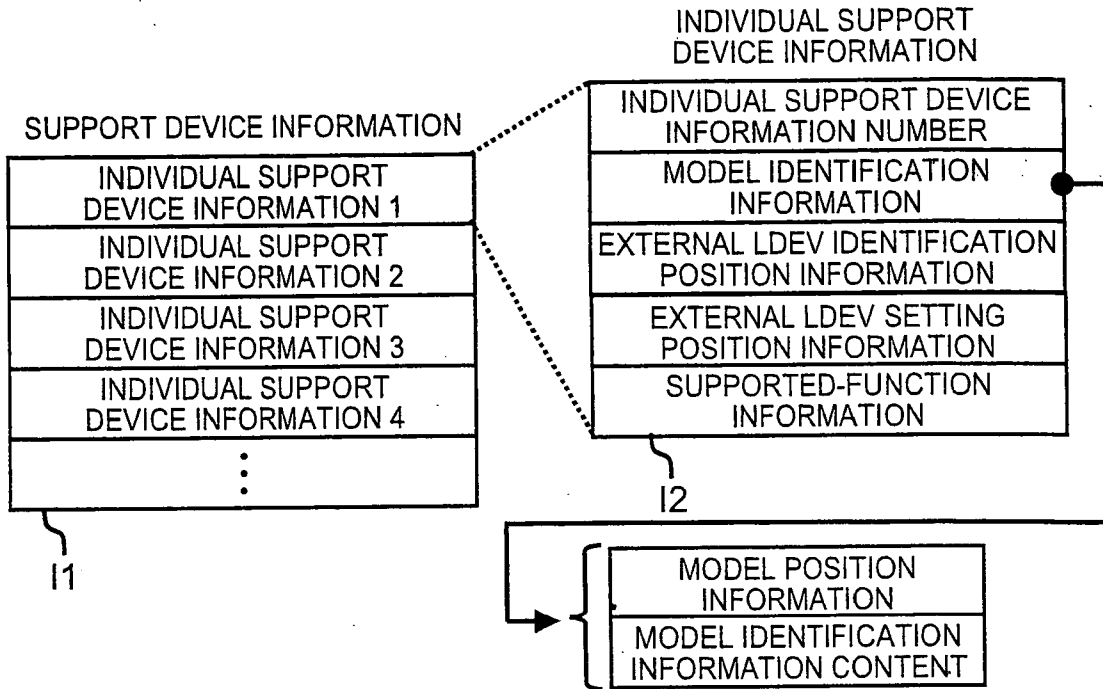 SUPPORT DEVICE INFORMATION
INDIVIDUAL SUPPORT
DEVICE INFORMATION 1
INDIVIDUAL SUPPORT
DEVICE INFORMATION 2
INDIVIDUAL SUPPORT
DEVICE INFORMATION 3
INDIVIDUAL SUPPORT
DEVICE INFORMATION 4
I1
INDIVIDUAL SUPPORT
DEVICE INFORMATION
INDIVIDUAL SUPPORT DEVICE
INFORMATION NUMBER
MODEL IDENTIFICATION
INFORMATION
EXTERNAL LDEV IDENTIFICATION
POSITION INFORMATION
EXTERNAL LDEV SETTING
POSITION INFORMATION
SUPPORTED-FUNCTION
INFORMATION
I2
MODEL POSITION
INFORMATION
MODEL IDENTIFICATION
INFORMATION CONTENT